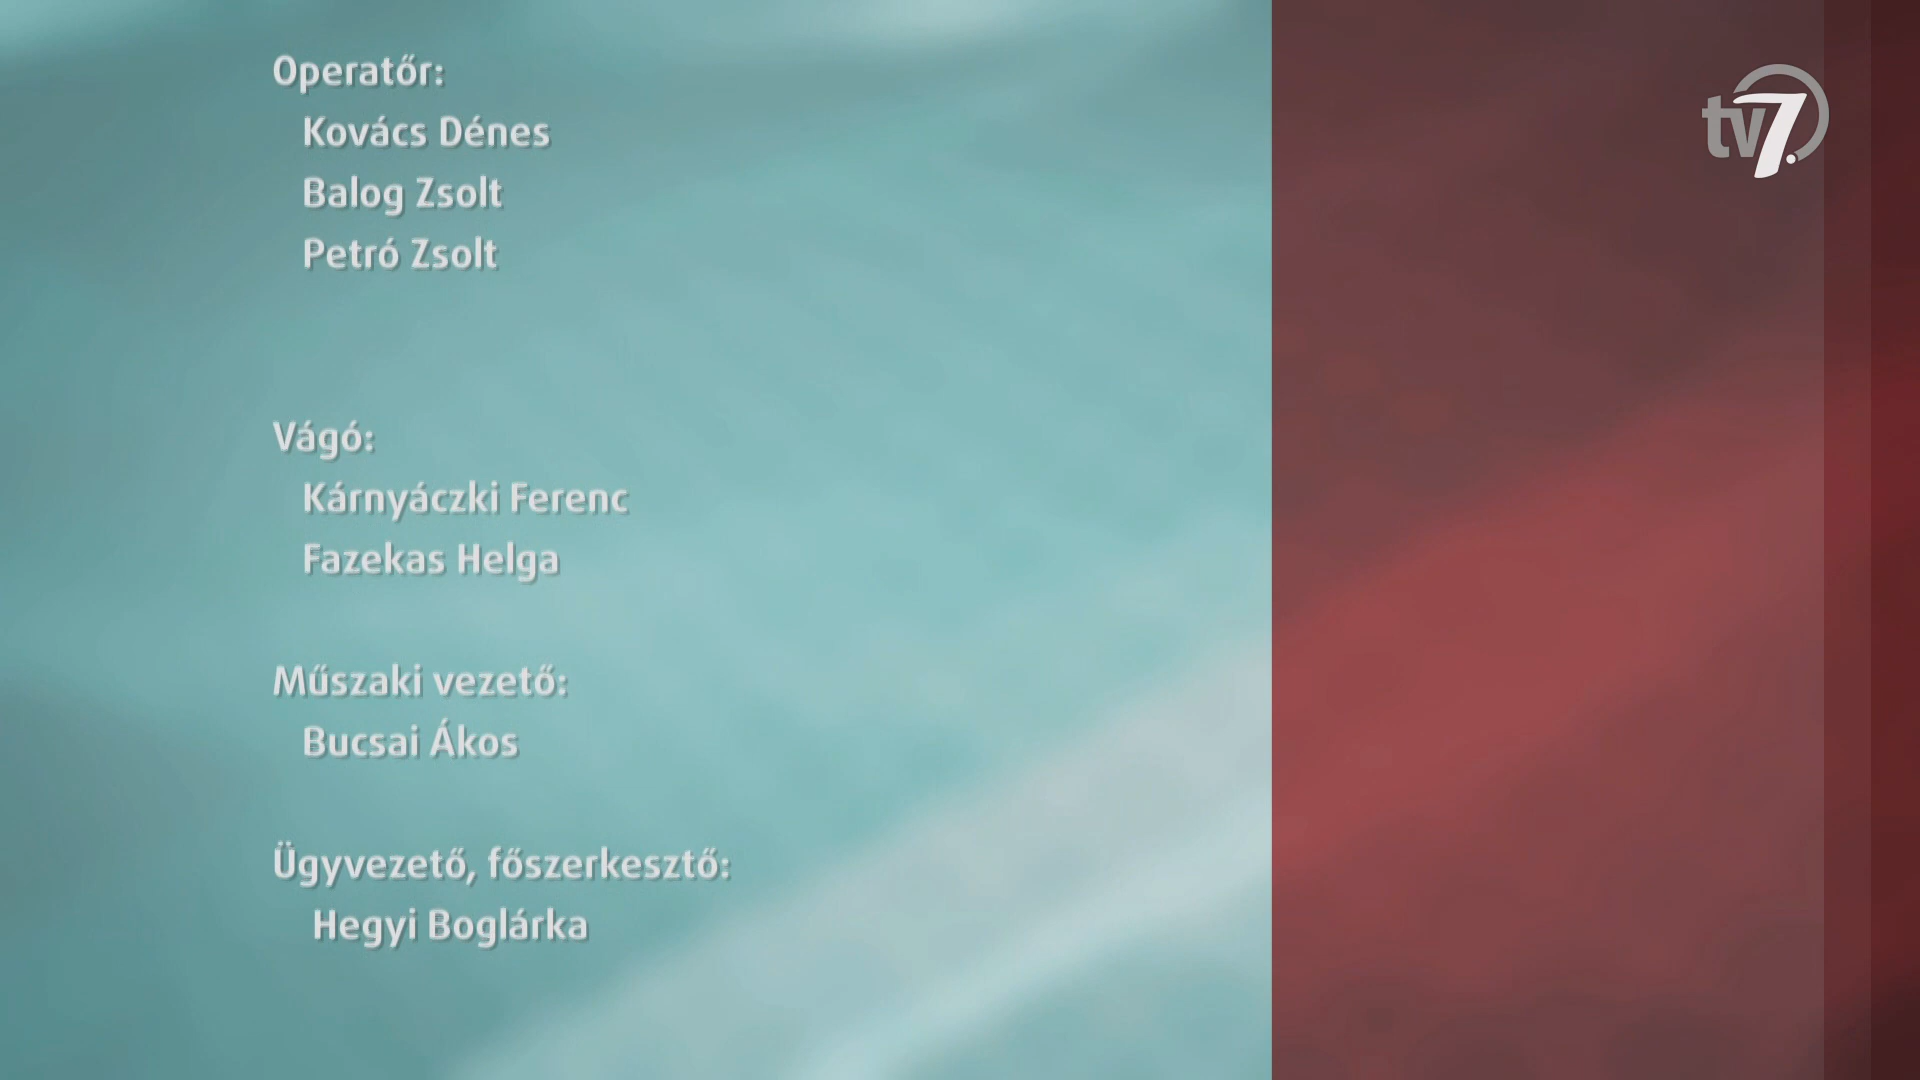 Operatőr:
Kovács Dénes
Balog Zsolt
Petró Zsolt
Vágó:
Kárnyáczki Ferenc
Fazekas Helga
Műszaki vezető:
Bucsai Ákos
Ügyvezető, főszerkesztő:
Hegyi Boglárka
tv7.